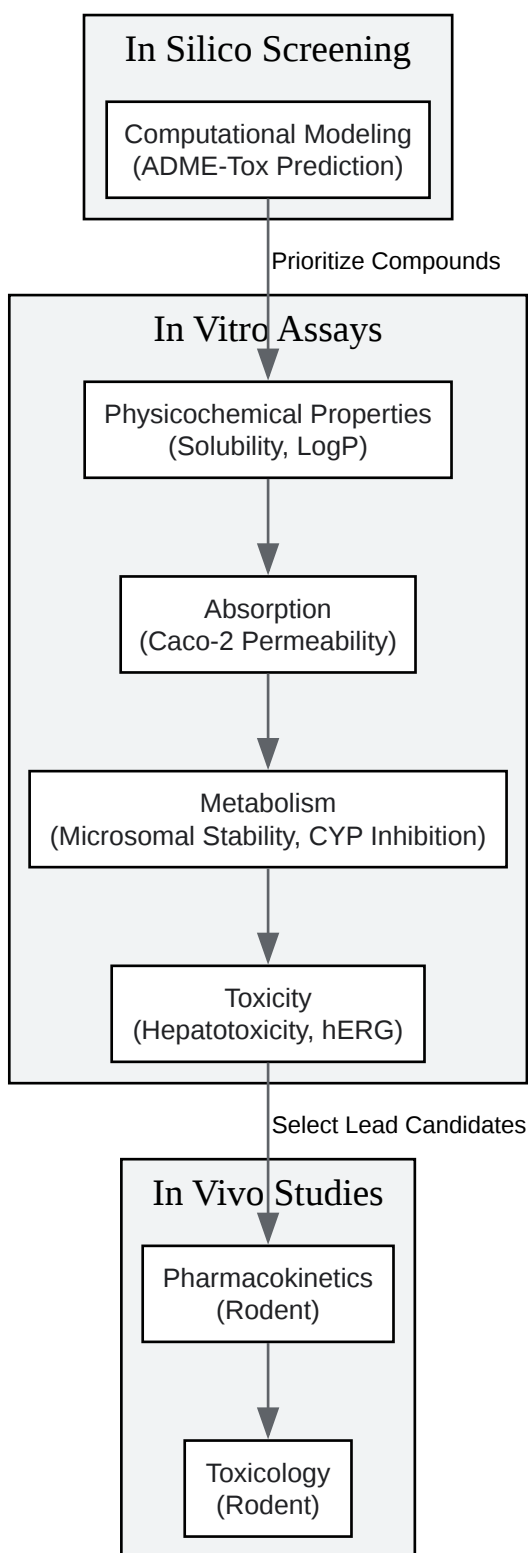 In Silico Screening
Computational Modeling
(ADME-Tox Prediction)
Prioritize Compounds
In Vitro Assays
Physicochemical Properties
(Solubility, LogP)
Absorption
(Caco-2 Permeability)
Metabolism
(Microsomal Stability, CYP Inhibition)
Toxicity
(Hepatotoxicity, hERG)
Select Lead Candidates
In Vivo Studies
Pharmacokinetics
(Rodent)
Toxicology
(Rodent)